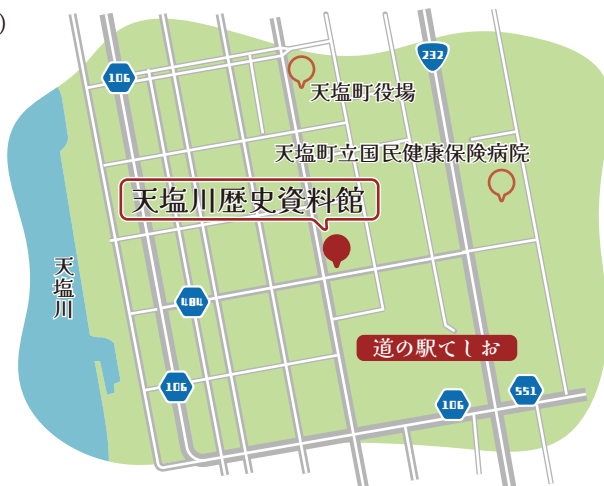 )
106
232
天塩町役場
天塩町立国民健康保険病院
天塩川歴史資料館
天塩川
484
道の駅てしお
106
106
551